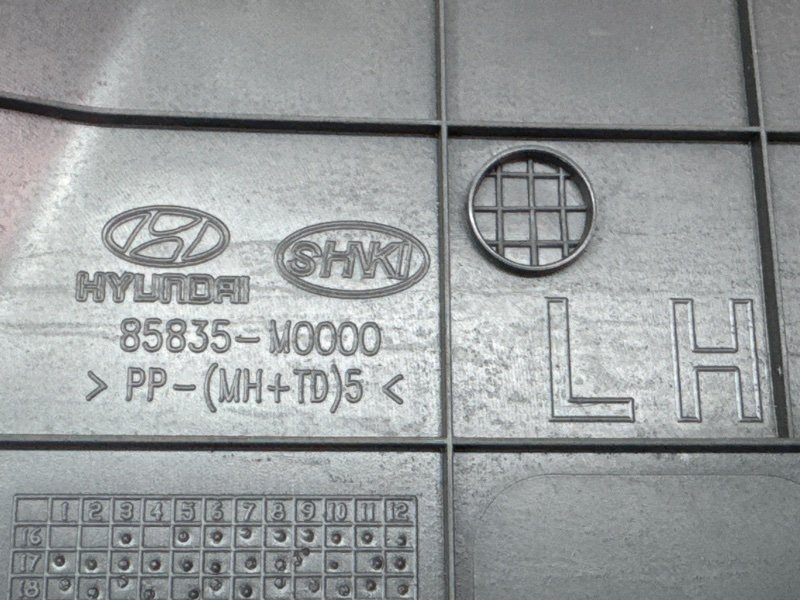 HYUNDAI SHNKI
85835-M0000
> PP-(MH+TD)5 <
LH
1 2 3 4 5 6 7 8 9 10 11 12
16
17
18